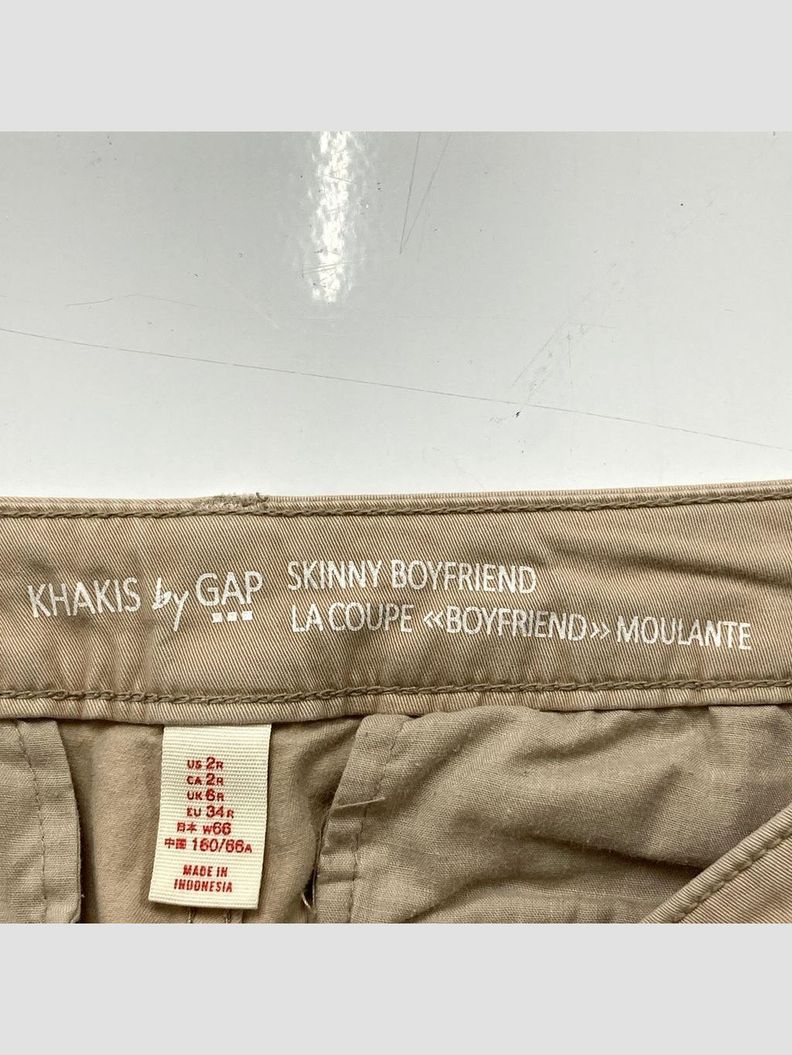 KHAKIS by GAP
SKINNY BOYFRIEND
LA COUPE «BOYFRIEND» MOULANTE
US 2R
CA 2R
UK 6R
EU 34R
日本 W66
中國 160/66A
MADE IN
INDONESIA